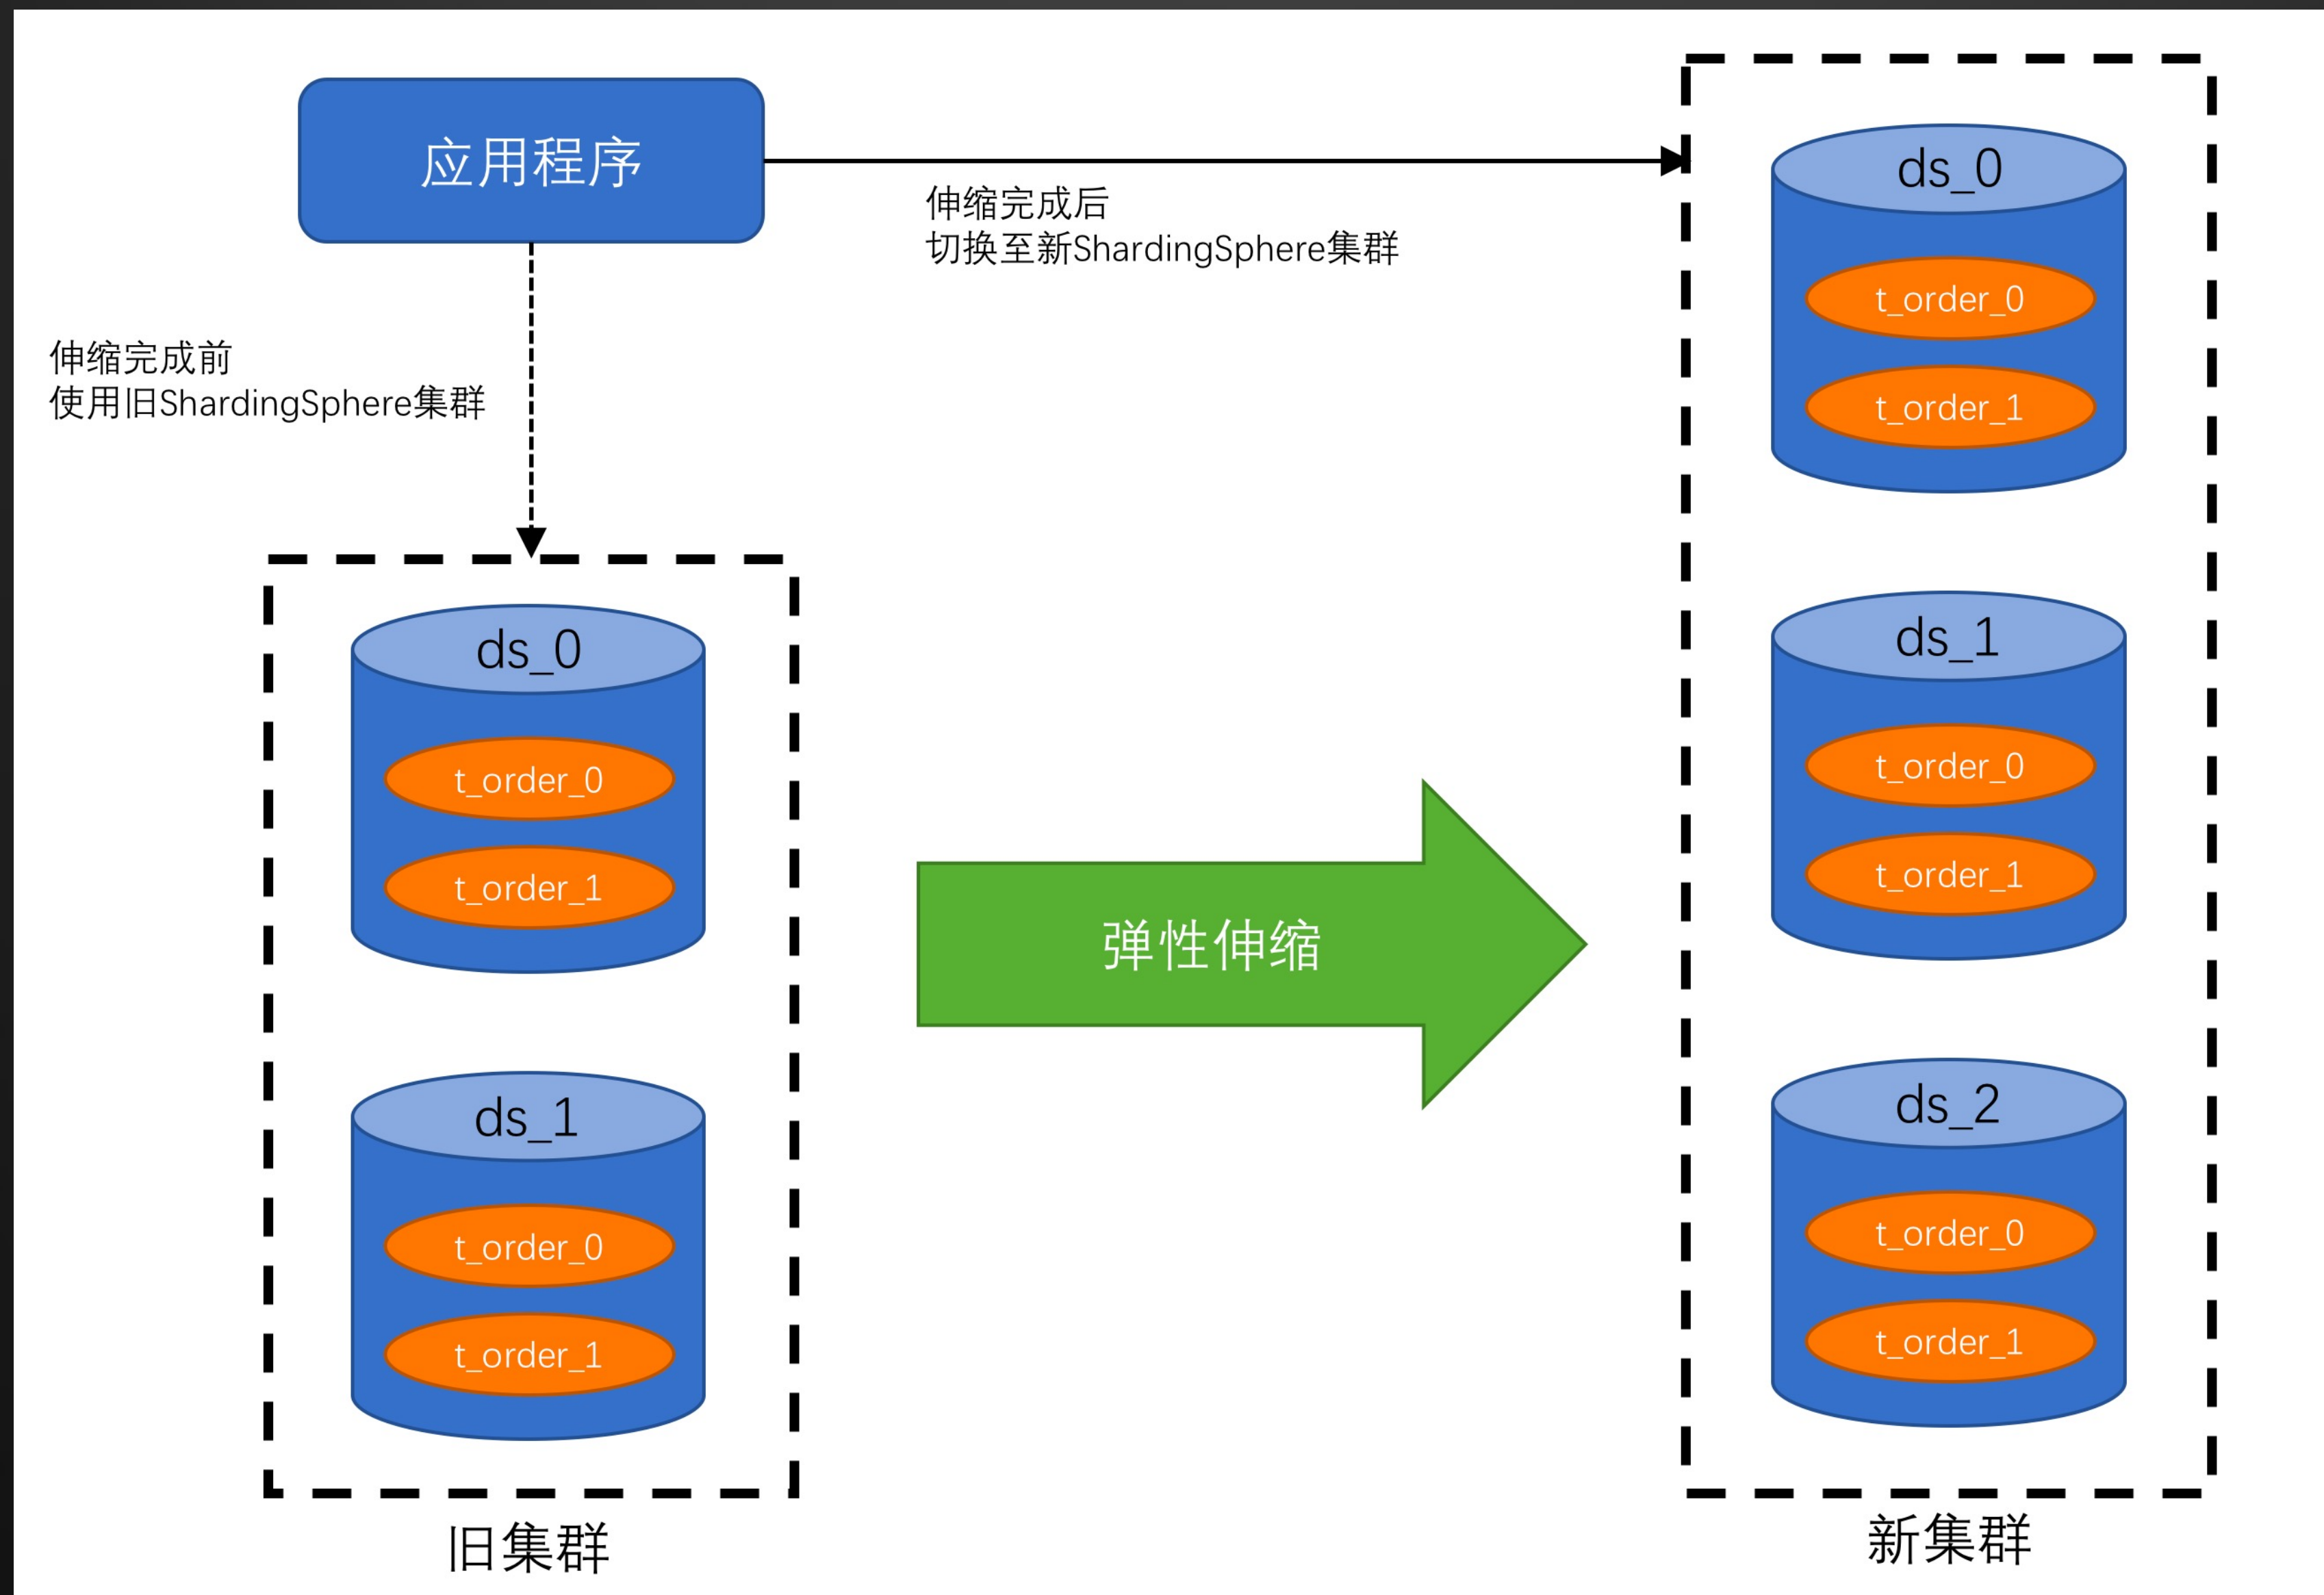 应用程序
伸缩完成后
切换至新ShardingSphere集群
伸缩完成前
使用旧ShardingSphere集群
ds_0
t_order_0
t_order_1
ds_1
t_order_0
t_order_1
旧集群
弹性伸缩
ds_0
t_order_0
t_order_1
ds_1
t_order_0
t_order_1
ds_2
t_order_0
t_order_1
新集群